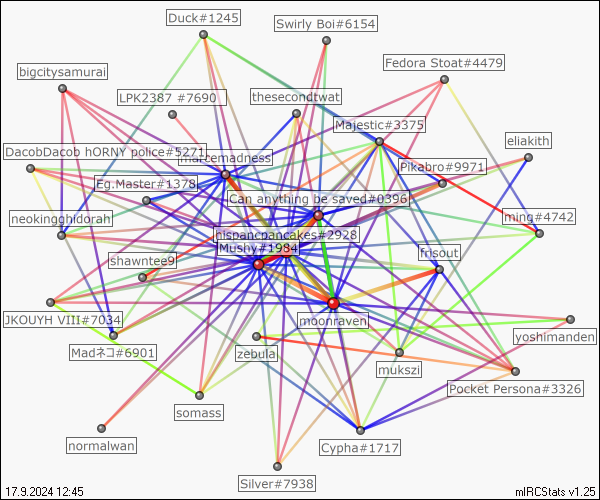 Duck#1245
Swirly Boi#6154
Fedora Stoat#4479
bigcitysamurai
LPK2387 #7690
thesecondtwat
Majestic#3375
eliakith
DacobDacob hORNY police#5271
marcemadness
Pikabro#9971
Eg.Master#1378
Can anything be saved#0396
neokingghidorah
ming#4742
hispancpancakes#2928
Mushy#1984
shawntee9
frisout
JKOUYH VIII#7034
moonraven
yoshimanden
Madネコ#6901
zebula
mukszi
Pocket Persona#3326
somass
normalwan
Cypha#1717
Silver#7938
17.9.2024 12:45
mIRCStats v1.25